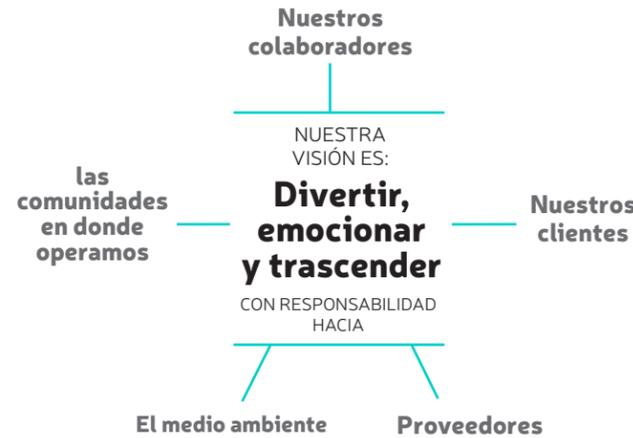 Nuestros
colaboradores
NUESTRA
VISIÓN ES:
Divertir,
emocionar
y trascender
CON RESPONSABILIDAD
HACIA
las
comunidades
en donde
operamos
Nuestros
clientes
El medio ambiente
Proveedores